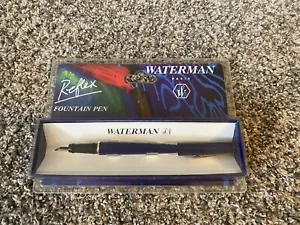 Reflex
FOUNTAIN PEN
WATERMAN
PARIS
W
WATERMAN